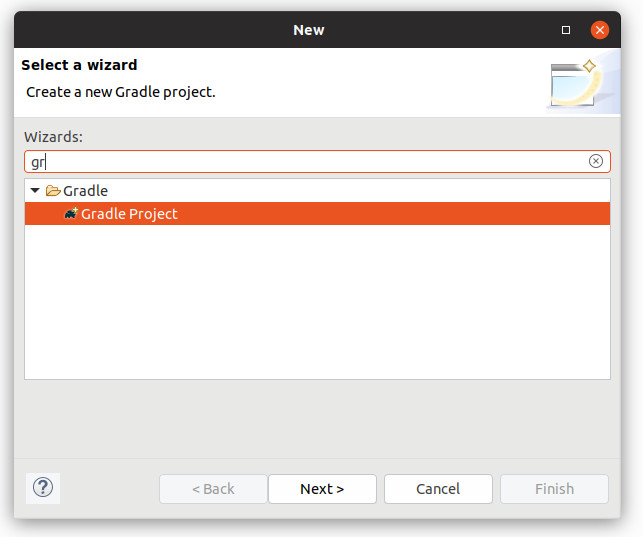 New
Select a wizard
Create a new Gradle project.
Wizards:
gr
Gradle
Gradle Project
?
< Back Next > Cancel Finish